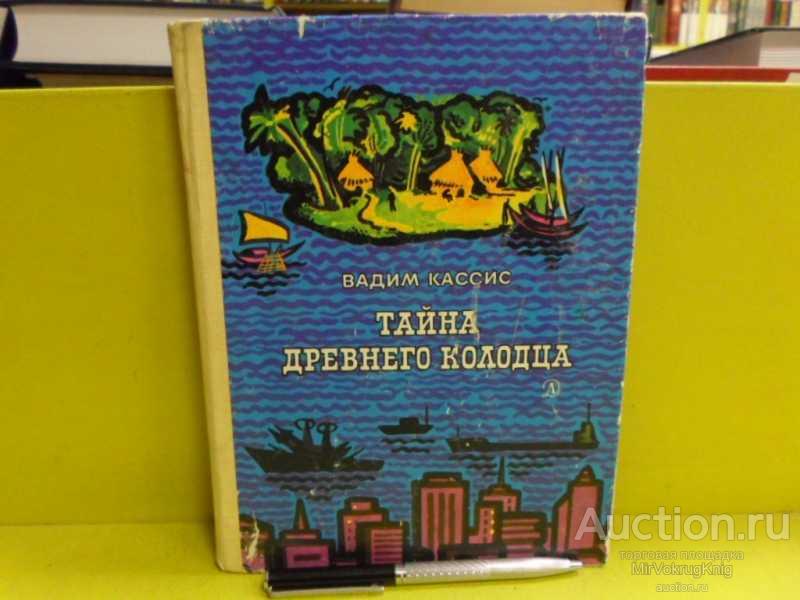 ВАДИМ КАССИС
ТАЙНА
ДРЕВНЕГО КОЛОДЦА
Auction.ru
торговая площадка
MirVokrugKnig
auction.ru